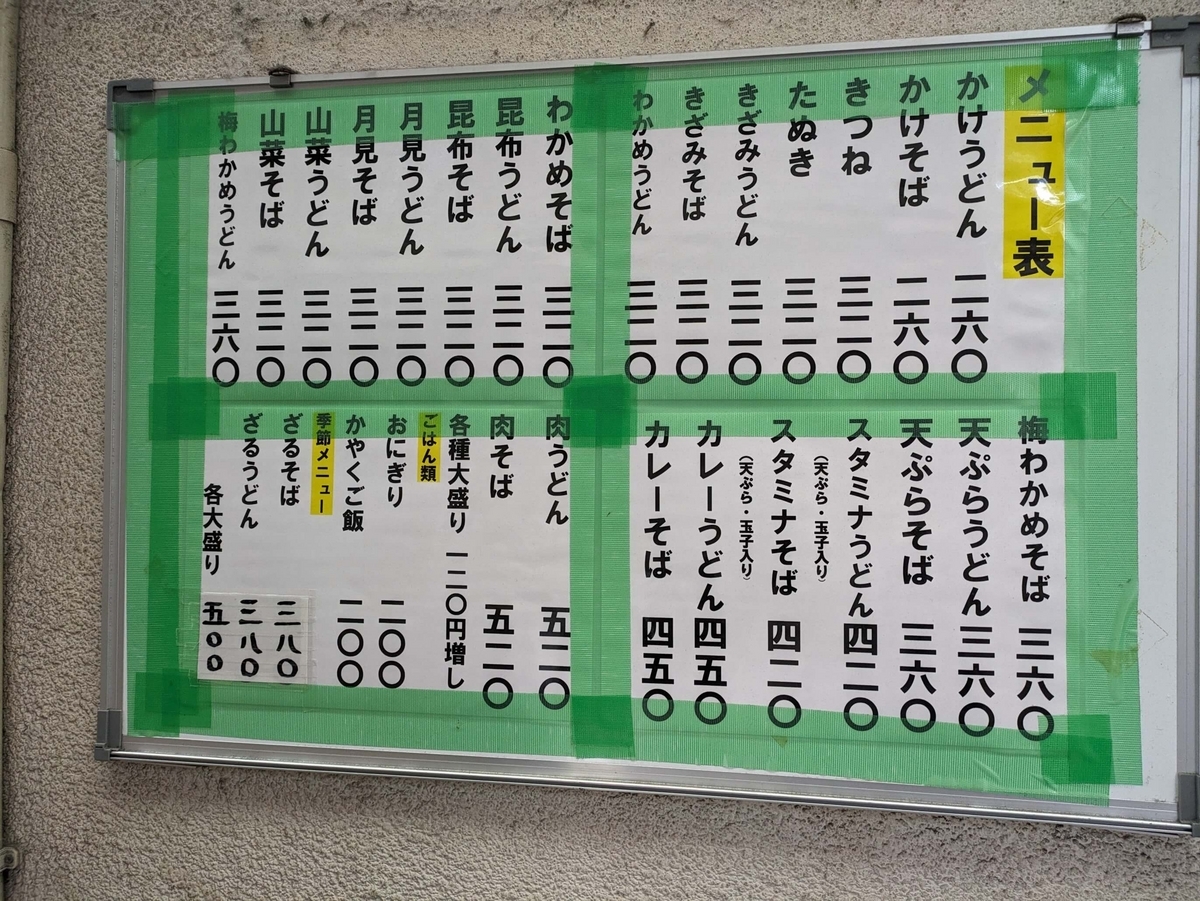 メニュー表
かけうどん 二六〇
かけそば 二六〇
きつね 三二〇
たぬき 三二〇
きざみうどん 三二〇
きざみそば 三二〇
わかめうどん 三二〇
わかめそば 三二〇
昆布うどん 三二〇
昆布そば 三二〇
月見うどん 三二〇
月見そば 三二〇
山菜うどん 三二〇
山菜そば 三二〇
梅わかめうどん 三六〇
梅わかめそば 三六〇
天ぷらうどん 三六〇
天ぷらそば 三六〇
スタミナうどん 四二〇
（天ぷら・玉子入り）
スタミナそば 四二〇
（天ぷら・玉子入り）
カレーうどん 四五〇
カレーそば 四五〇
肉うどん 五二〇
肉そば 五二〇
各種大盛り 一二〇円増し
ごはん類
おにぎり 二〇〇
かやくご飯 二〇〇
季節メニュー
ざるそば 三八〇
ざるうどん 三八〇
各大盛り 五〇〇